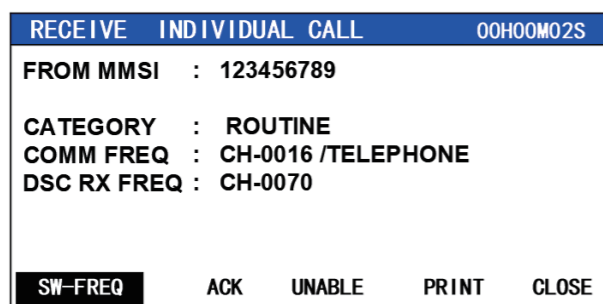 RECEIVE INDIVIDUAL CALL 00H00M02S
FROM MMSI : 123456789
CATEGORY : ROUTINE
COMM FREQ : CH-0016 /TELEPHONE
DSC RX FREQ : CH-0070
SW-FREQ ACK UNABLE PRINT CLOSE